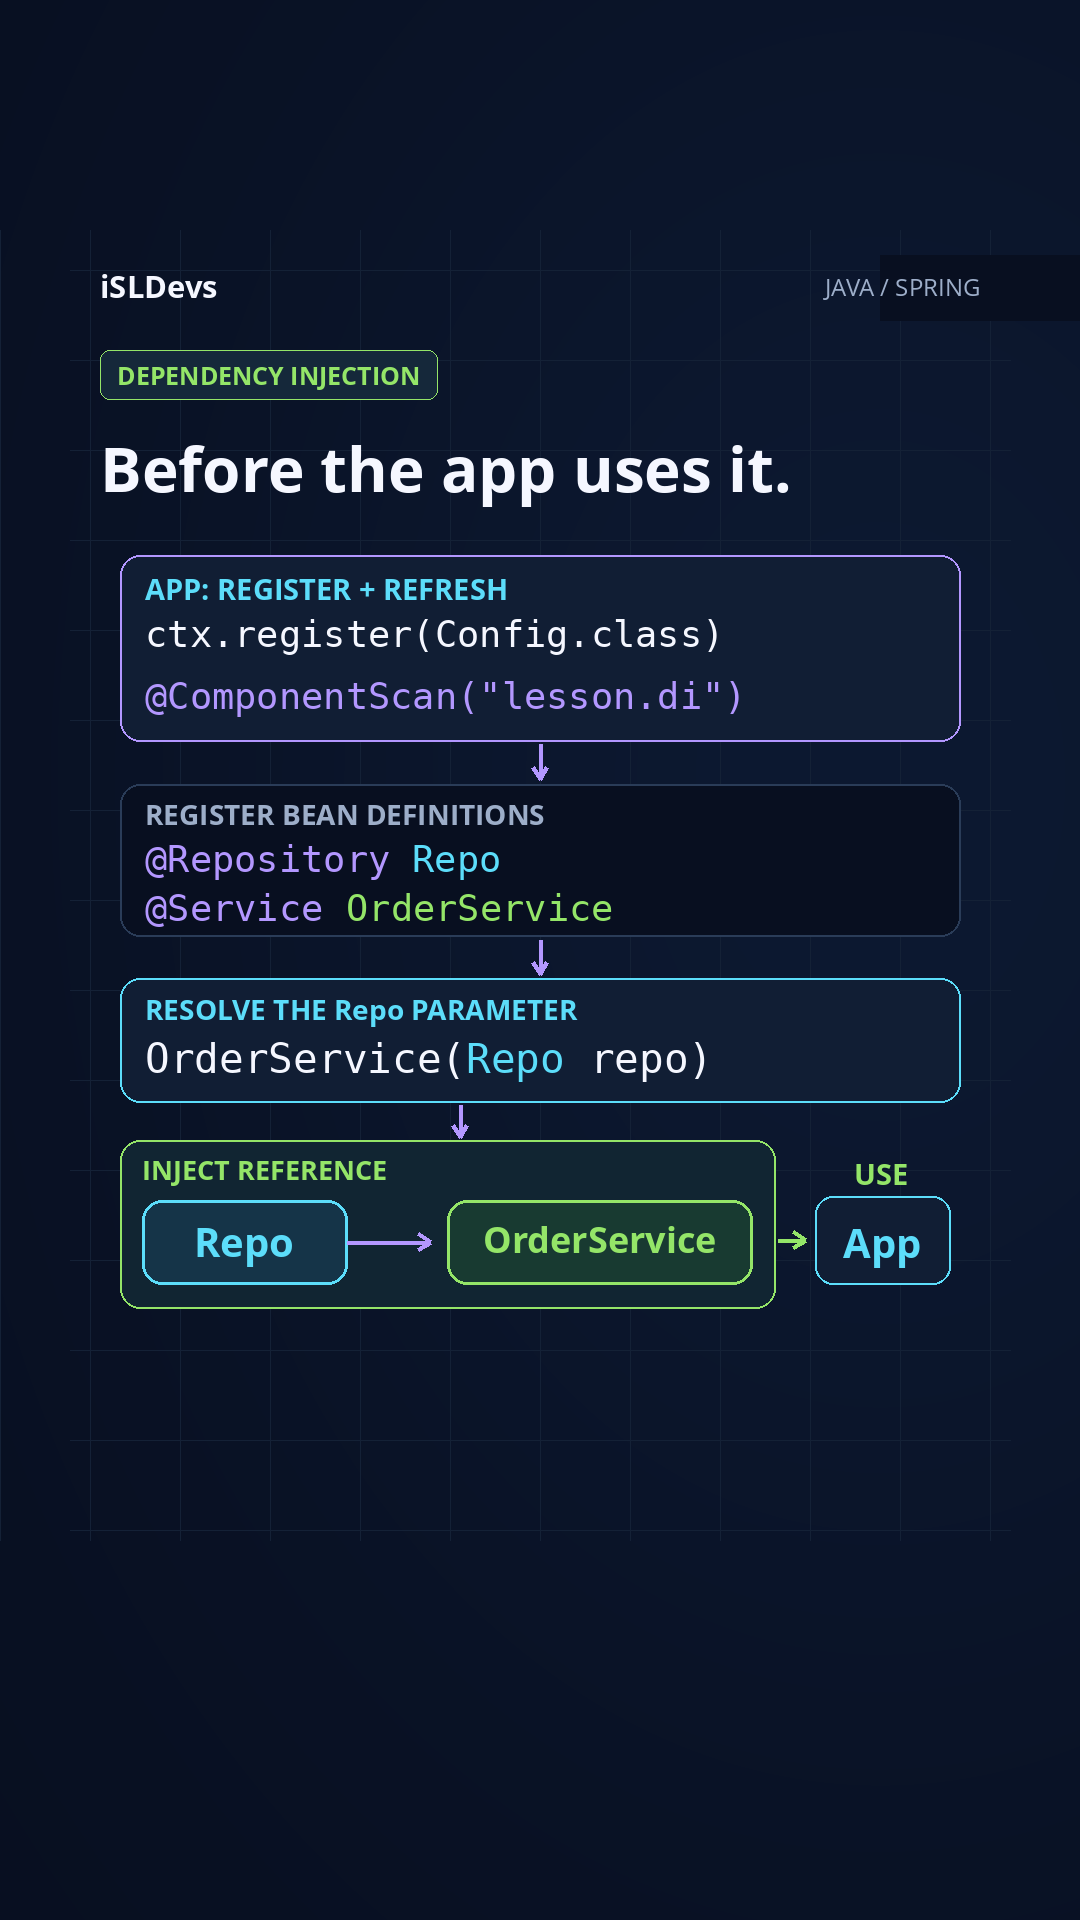 iSLDevs
JAVA / SPRING
DEPENDENCY INJECTION
Before the app uses it.
APP: REGISTER + REFRESH
ctx.register(Config.class)
@ComponentScan("lesson.di")
REGISTER BEAN DEFINITIONS
@Repository Repo
@Service OrderService
RESOLVE THE Repo PARAMETER
OrderService(Repo repo)
INJECT REFERENCE
Repo
OrderService
USE
App